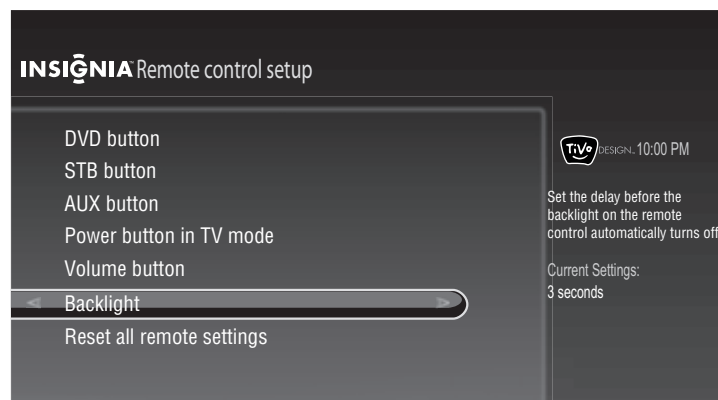 INSIGNIA™ Remote control setup
DVD button
STB button
AUX button
Power button in TV mode
Volume button
Backlight
Reset all remote settings
TiVo DESIGN™ 10:00 PM
Set the delay before the
backlight on the remote
control automatically turns off
Current Settings:
3 seconds